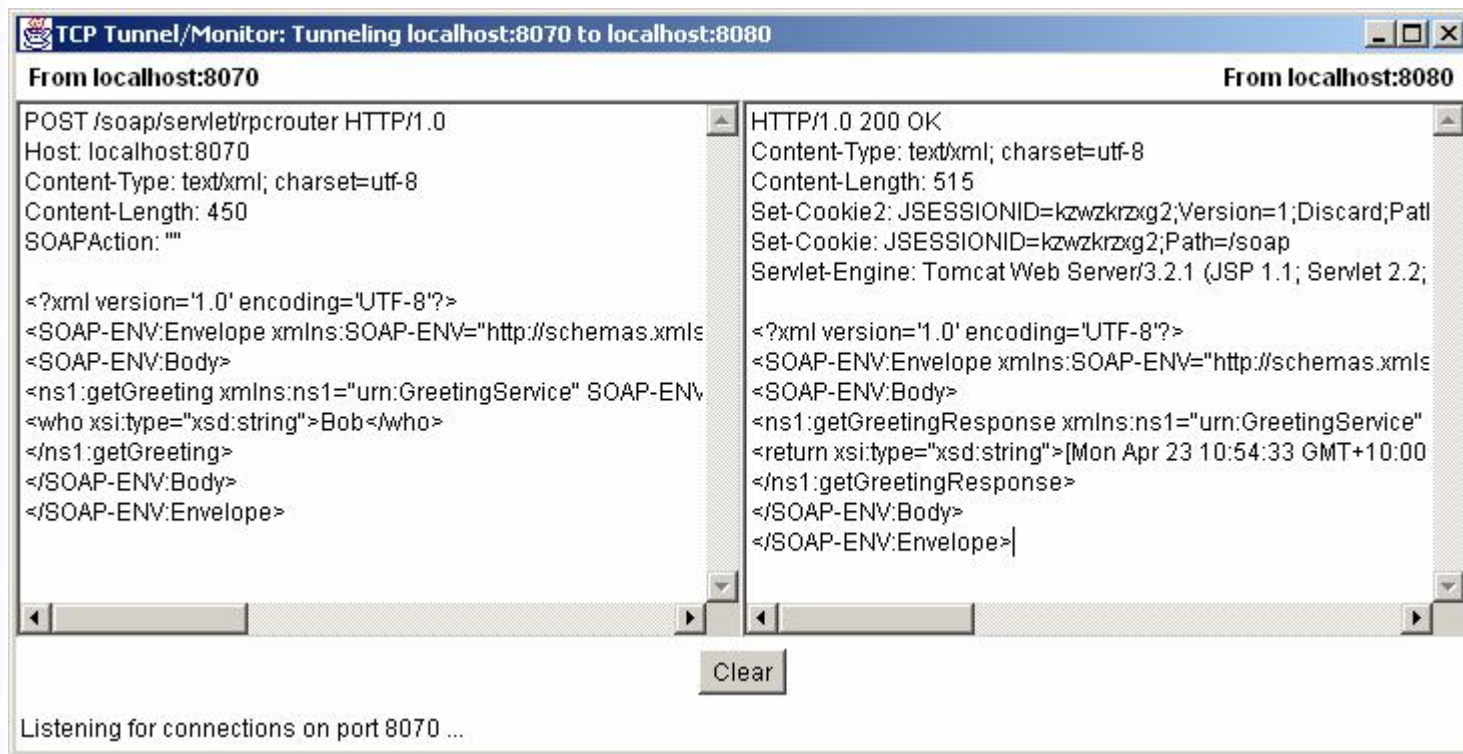 TCP Tunnel/Monitor: Tunneling localhost:8070 to localhost:8080
From localhost:8070
From localhost:8080
POST /soap/servlet/rpcrouter HTTP/1.0
Host: localhost:8070
Content-Type: text/xml; charset=utf-8
Content-Length: 450
SOAPAction: ""
<?xml version='1.0' encoding='UTF-8'?>
<SOAP-ENV:Envelope xmlns:SOAP-ENV="http://schemas.xmls
<SOAP-ENV:Body>
<ns1:getGreeting xmlns:ns1="urn:GreetingService" SOAP-ENV
<who xsi:type="xsd:string">Bob</who>
</ns1:getGreeting>
</SOAP-ENV:Body>
</SOAP-ENV:Envelope>
HTTP/1.0 200 OK
Content-Type: text/xml; charset=utf-8
Content-Length: 515
Set-Cookie2: JSESSIONID=kzwzkrzxg2;Version=1;Discard;Patl
Set-Cookie: JSESSIONID=kzwzkrzxg2;Path=/soap
Servlet-Engine: Tomcat Web Server/3.2.1 (JSP 1.1; Servlet 2.2;
<?xml version='1.0' encoding='UTF-8'?>
<SOAP-ENV:Envelope xmlns:SOAP-ENV="http://schemas.xmls
<SOAP-ENV:Body>
<ns1:getGreetingResponse xmlns:ns1="urn:GreetingService"
<return xsi:type="xsd:string">[Mon Apr 23 10:54:33 GMT+10:00
</ns1:getGreetingResponse>
</SOAP-ENV:Body>
</SOAP-ENV:Envelope>
Clear
Listening for connections on port 8070 ...